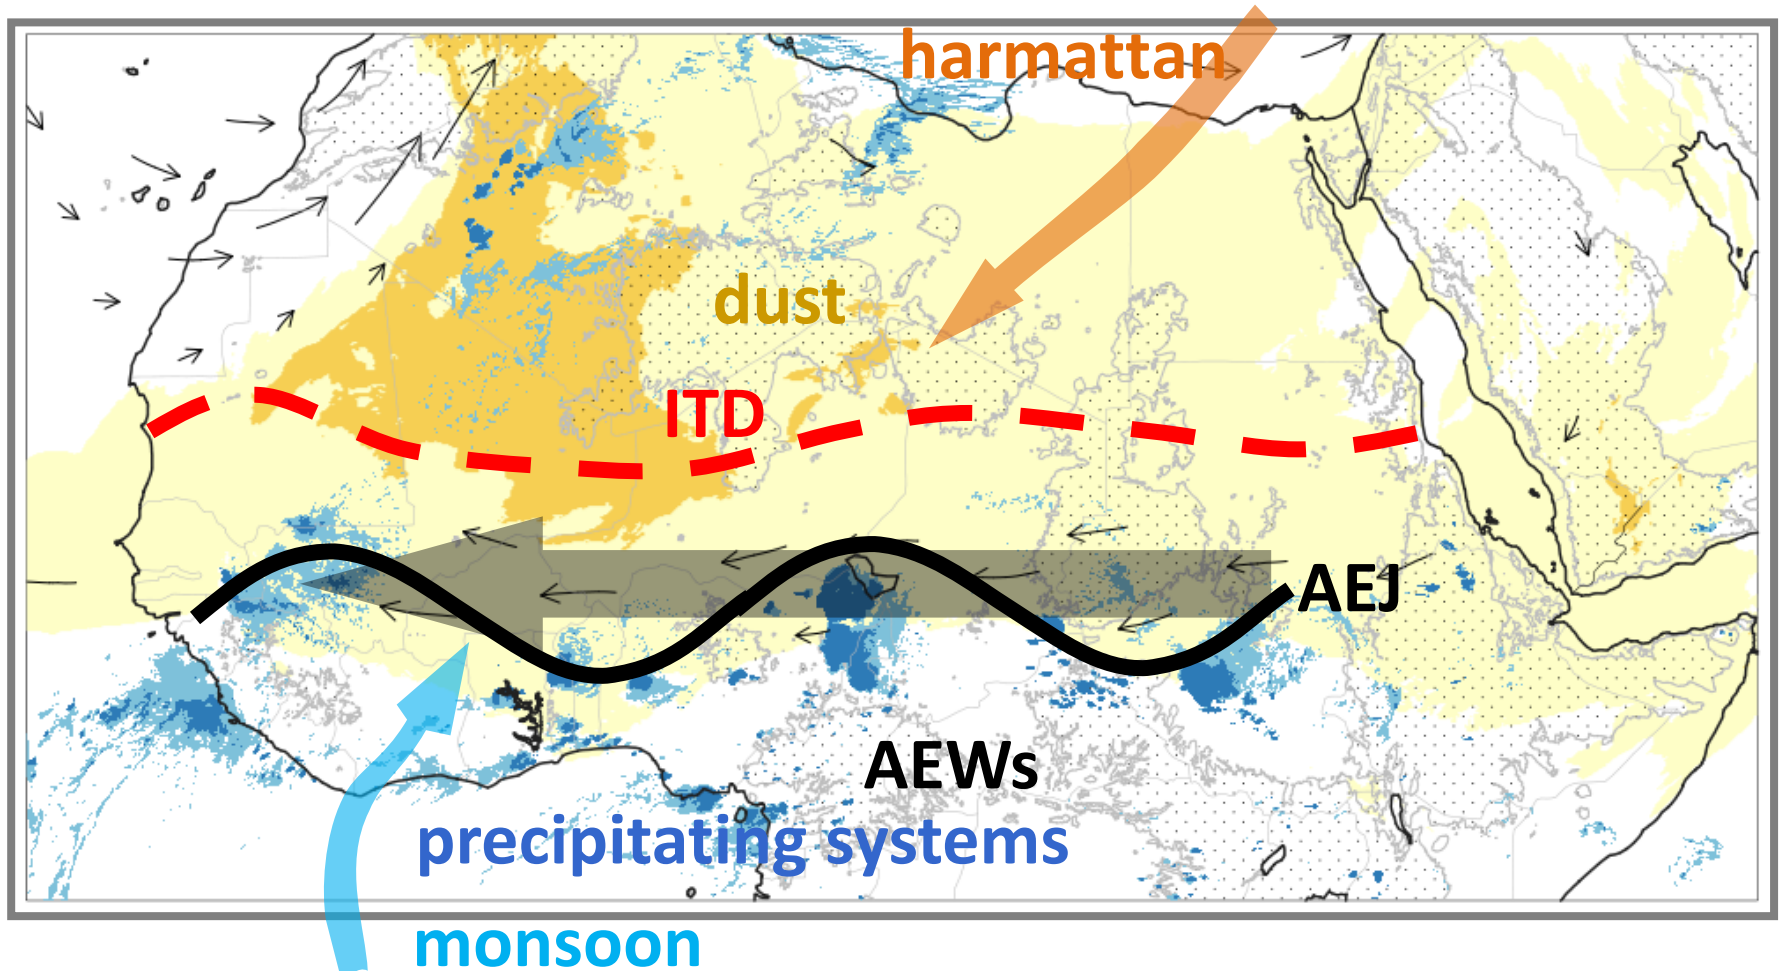 harmattan
dust
ITD
AEJ
AEWs
precipitating systems
monsoon